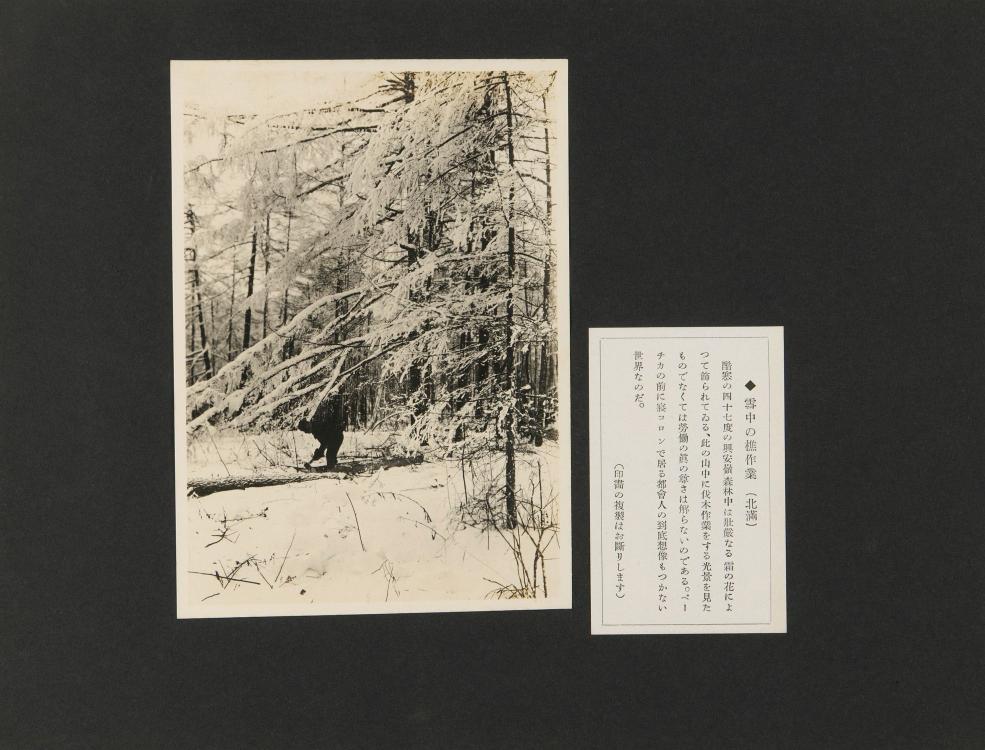 ◆ 雪中の樵作業 (北滿)
酷寒の四十七度の興安嶺森林中は壯嚴なる霜の花によ
つて飾られてゐる、此の山中に伐木作業をする光景を見た
ものでなくては勞働の眞の尊さは解らないのである。ペー
チカの前に寢コロンで居る都會人の到底想像もつかない
世界なのだ。
(印畵の複製はお斷りします)